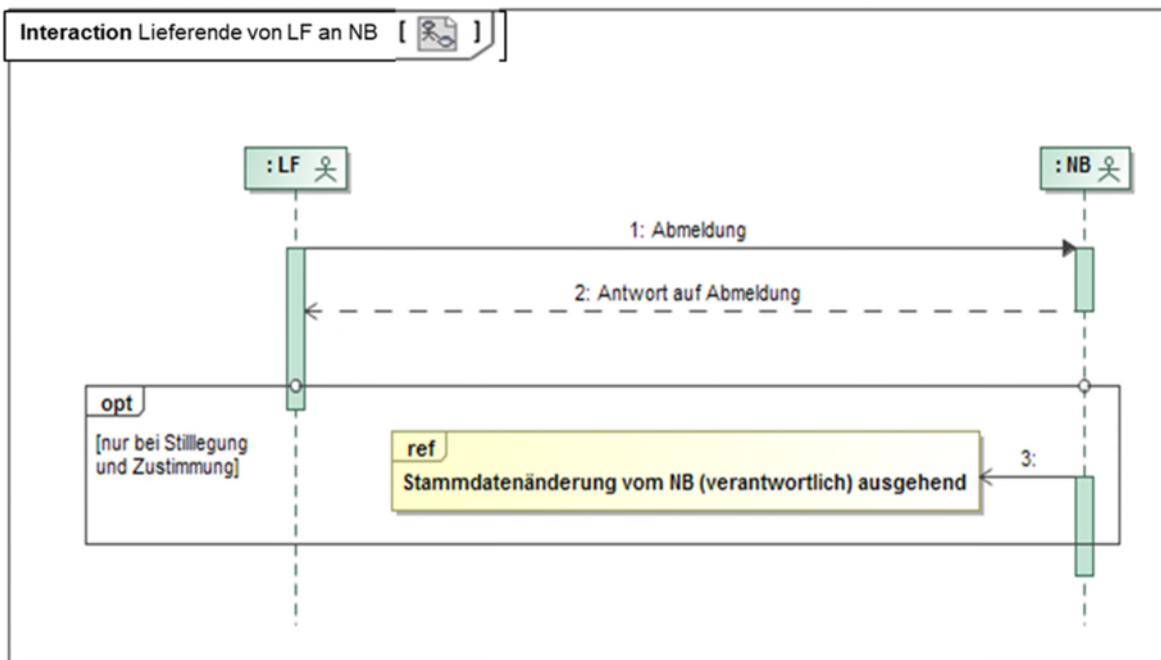 Interaction Lieferende von LF an NB [ ]
:LF
:NB
1: Abmeldung
2: Antwort auf Abmeldung
opt
[nur bei Stilllegung
und Zustimmung]
ref
3:
Stammdatenänderung vom NB (verantwortlich) ausgehend